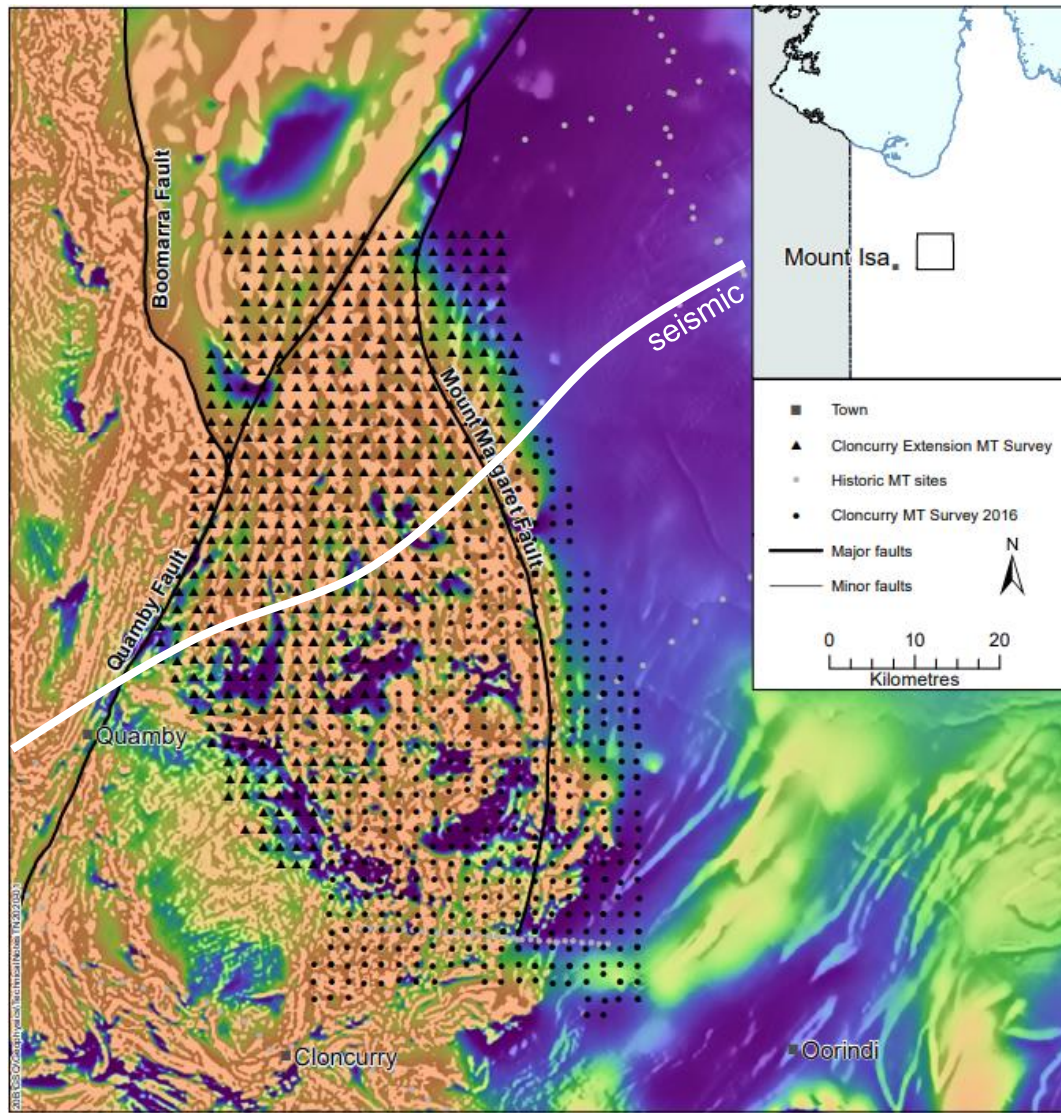 Boomarra Fault
Mount Margaret Fault
Quamby Fault
seismic
Quamby
Cloncurry
Oorindi
Mount Isa
Town
Cloncurry Extension MT Survey
Historic MT sites
Cloncurry MT Survey 2016
Major faults
Minor faults
N
0 10 20
Kilometres